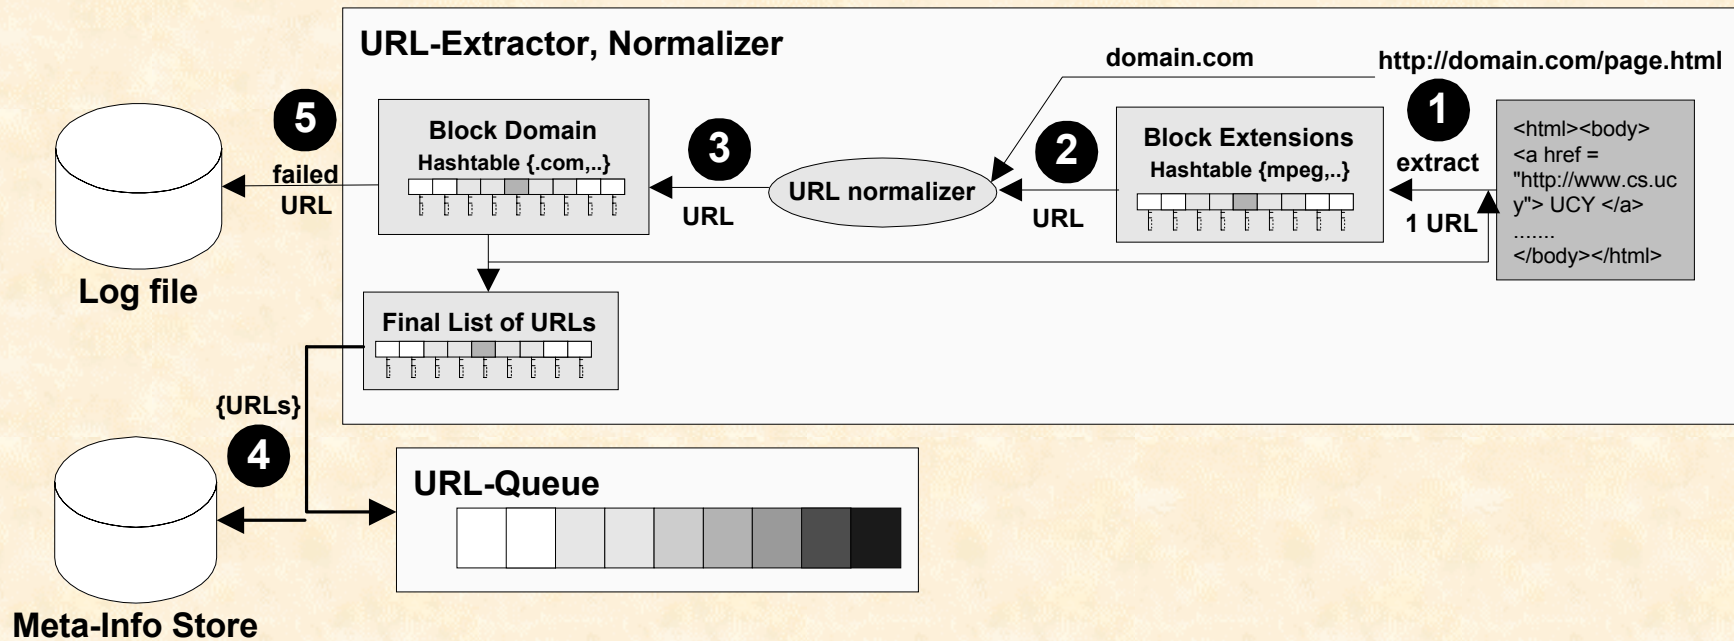 URL-Extractor, Normalizer
domain.com
http://domain.com/page.html
1
<html><body>
<a href =
"http://www.cs.uc
y"> UCY </a>
.......
</body></html>
extract
1 URL
Block Extensions
Hashtable {mpeg,..}
2
URL
URL normalizer
3
URL
Block Domain
Hashtable {.com,..}
5
failed
URL
Log file
Final List of URLs
{URLs}
4
Meta-Info Store
URL-Queue